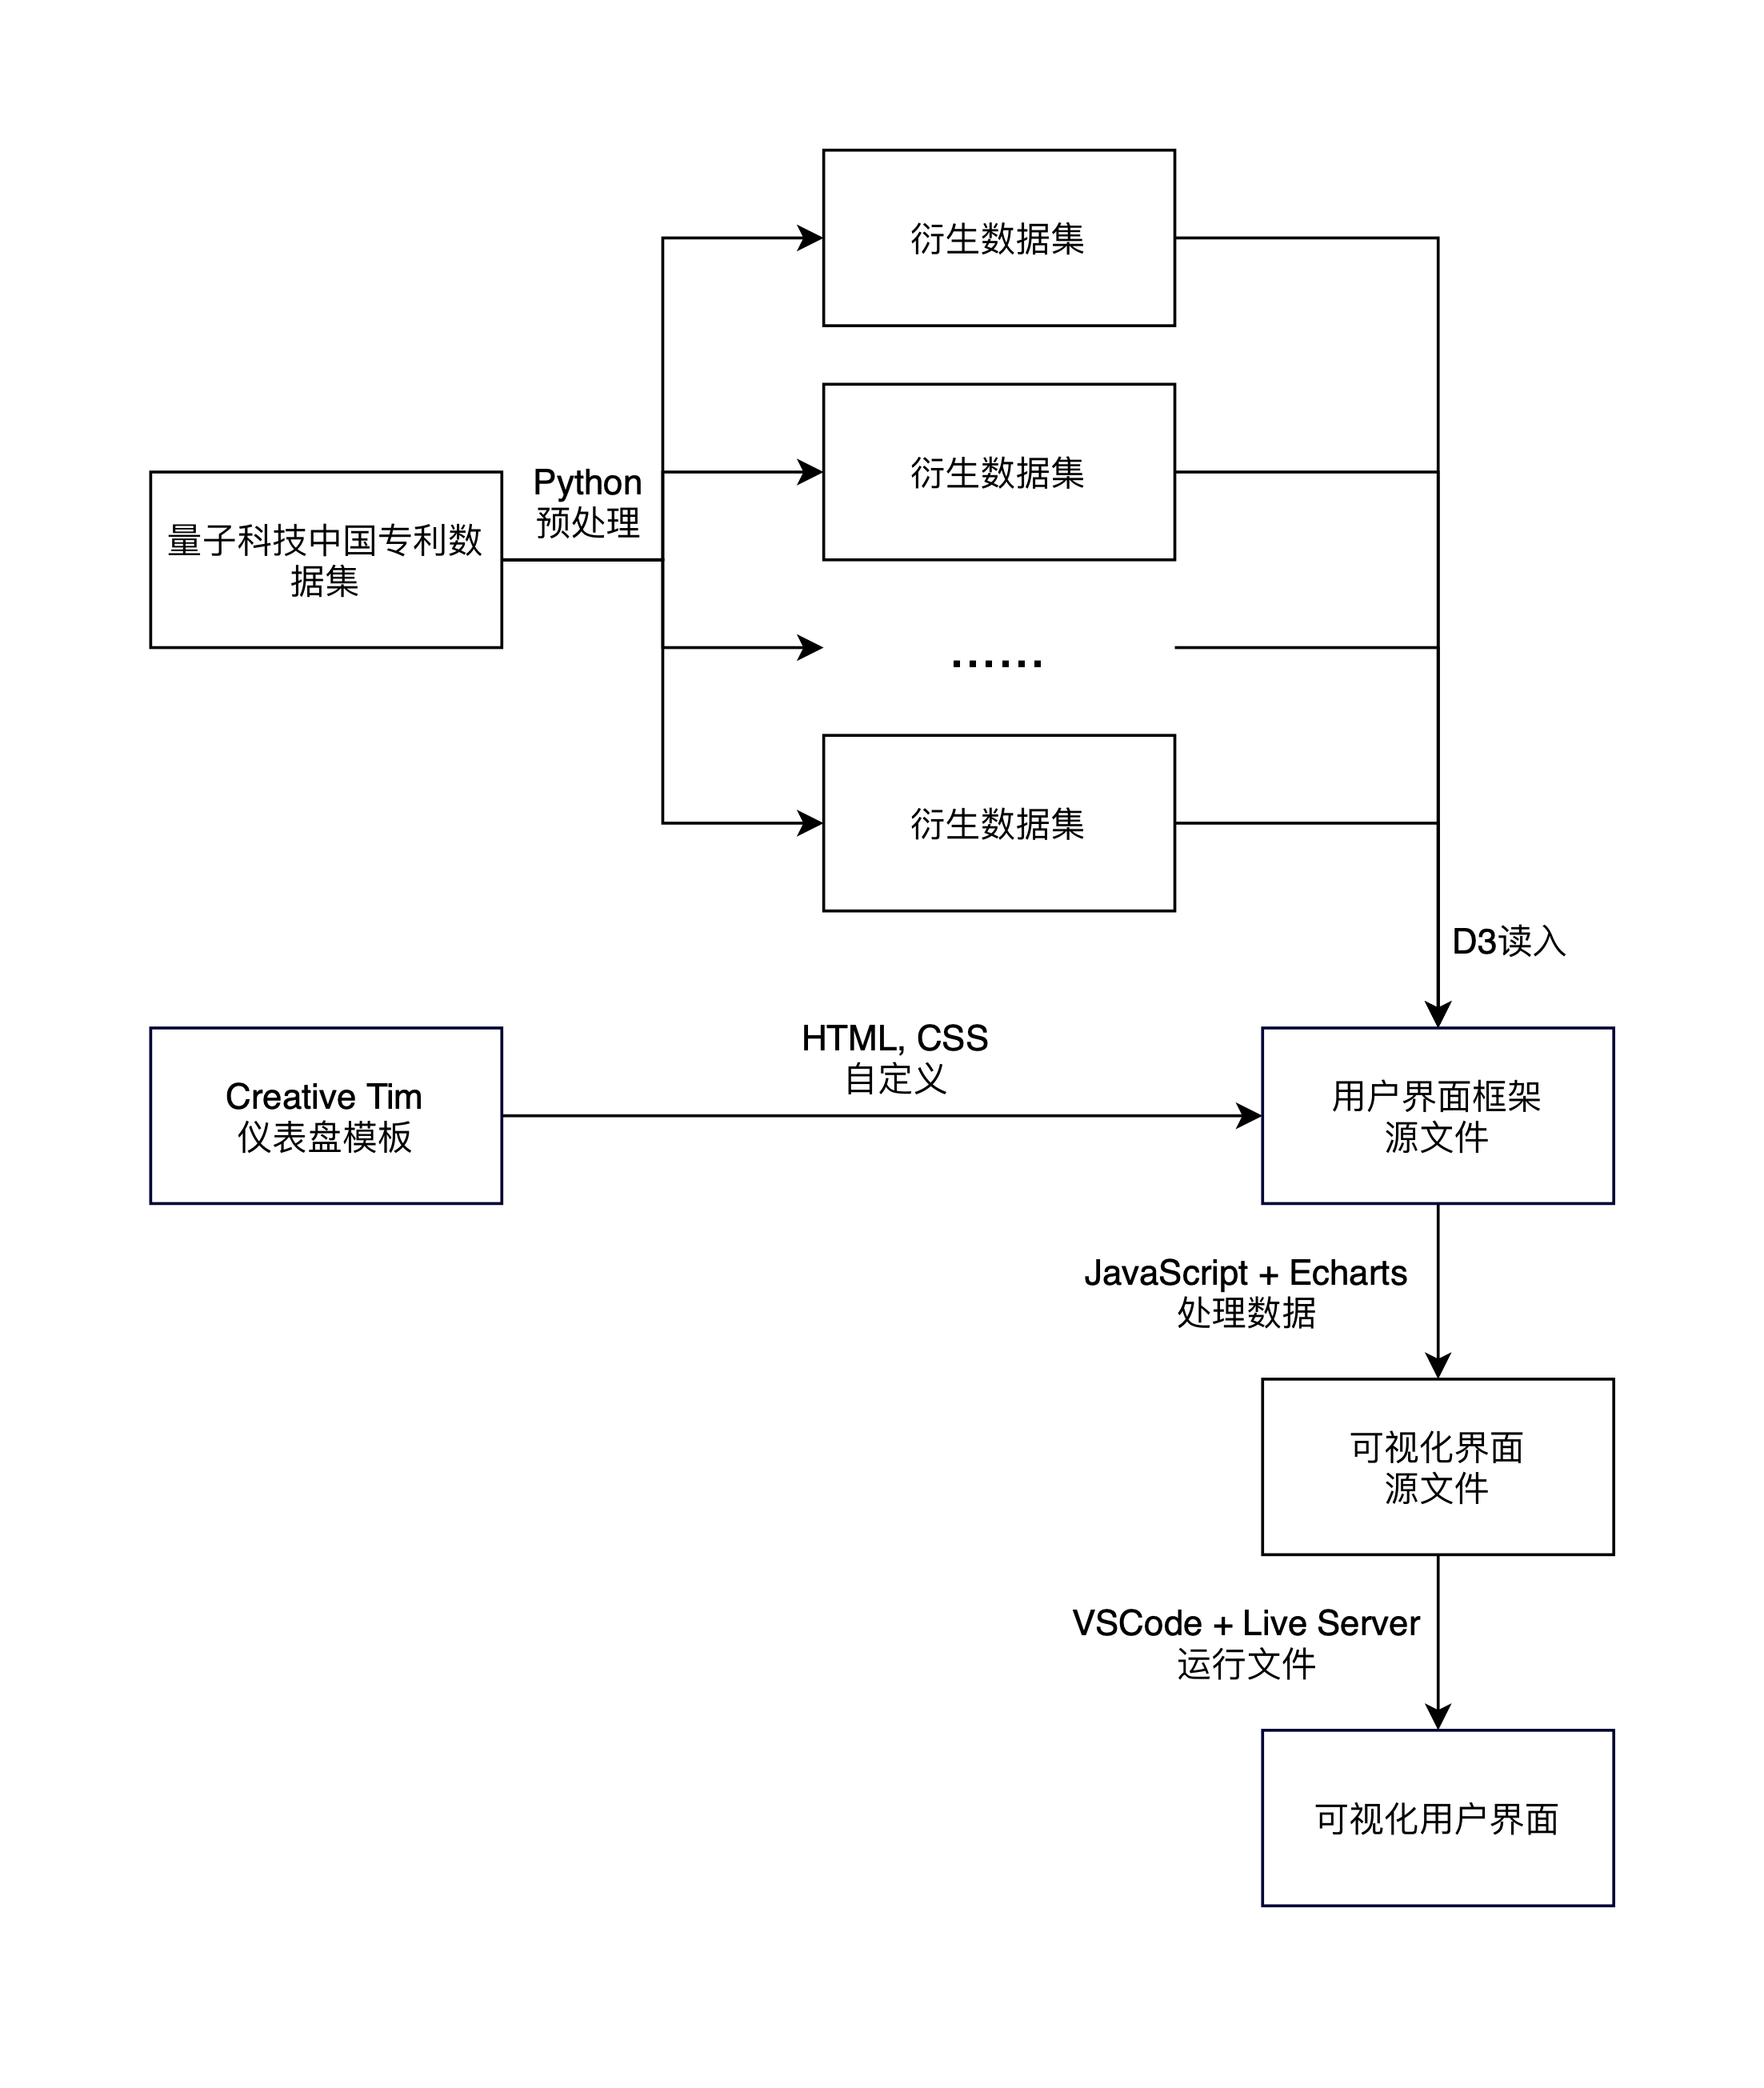 衍生数据集
衍生数据集
Python
预处理
量子科技中国专利数
据集
......
衍生数据集
D3读入
HTML, CSS
自定义
Creative Tim
仪表盘模板
用户界面框架
源文件
JavaScript + Echarts
处理数据
可视化界面
源文件
VSCode + Live Server
运行文件
可视化用户界面